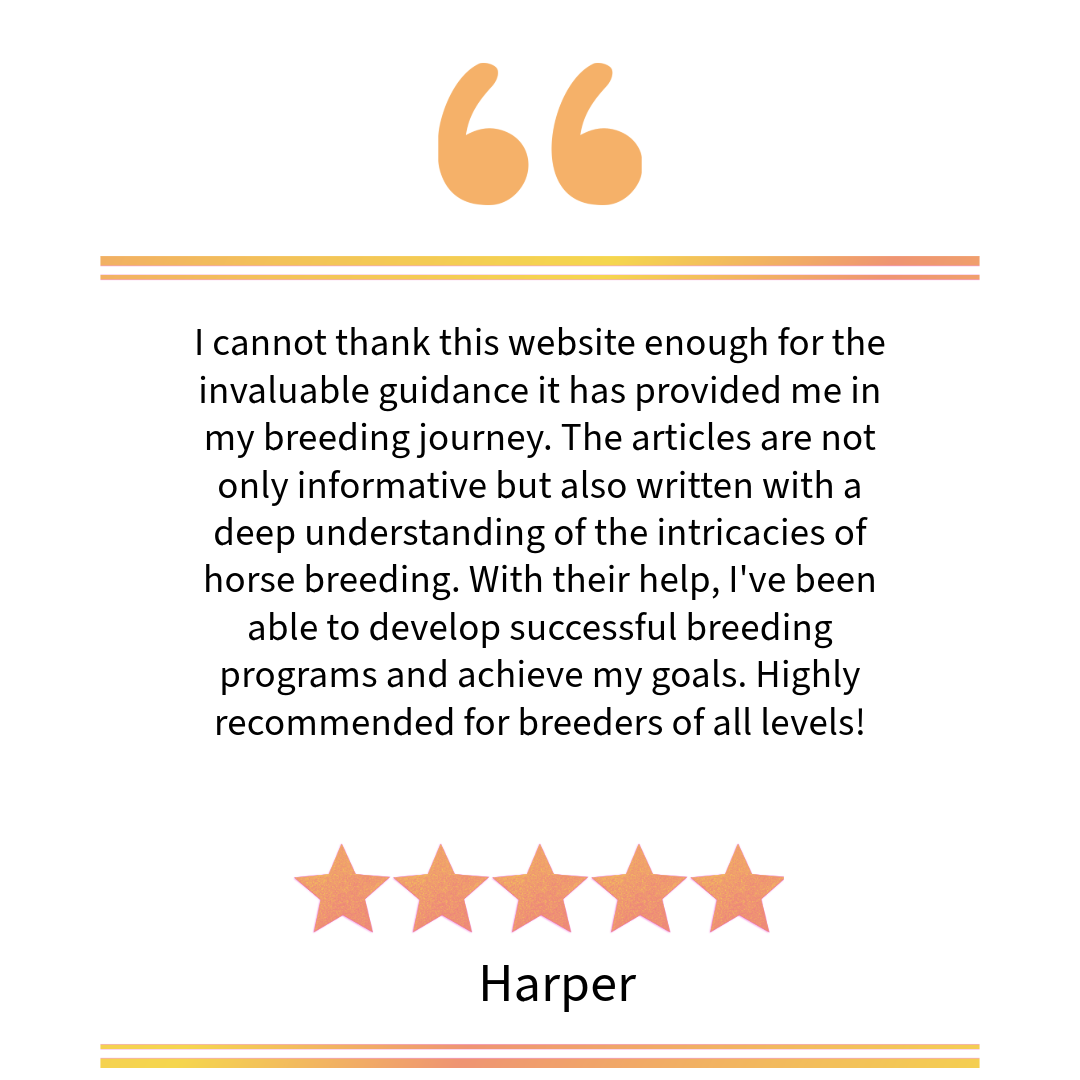 “
I cannot thank this website enough for the
invaluable guidance it has provided me in
my breeding journey. The articles are not
only informative but also written with a
deep understanding of the intricacies of
horse breeding. With their help, I've been
able to develop successful breeding
programs and achieve my goals. Highly
recommended for breeders of all levels!
Harper